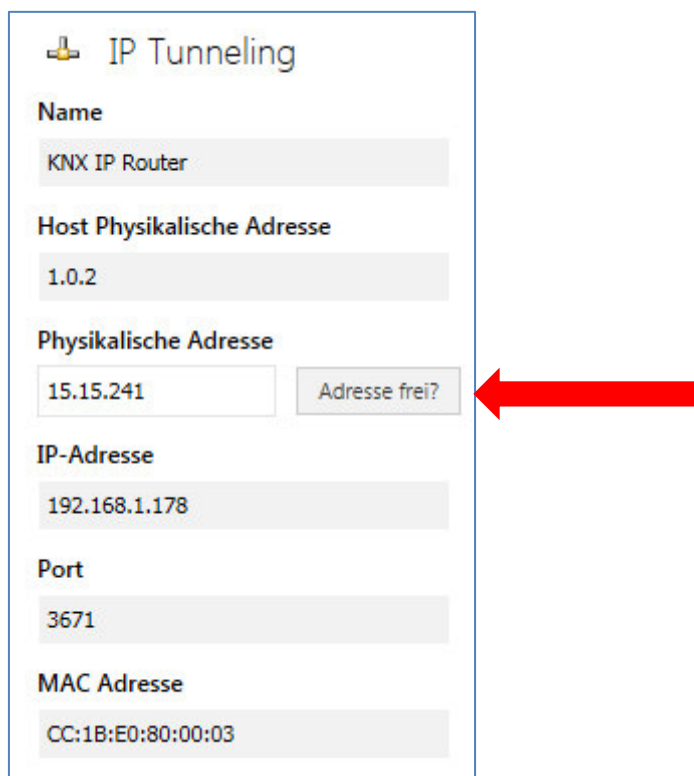 IP Tunneling
Name
KNX IP Router
Host Physikalische Adresse
1.0.2
Physikalische Adresse
15.15.241 Adresse frei?
IP-Adresse
192.168.1.178
Port
3671
MAC Adresse
CC:1B:E0:80:00:03